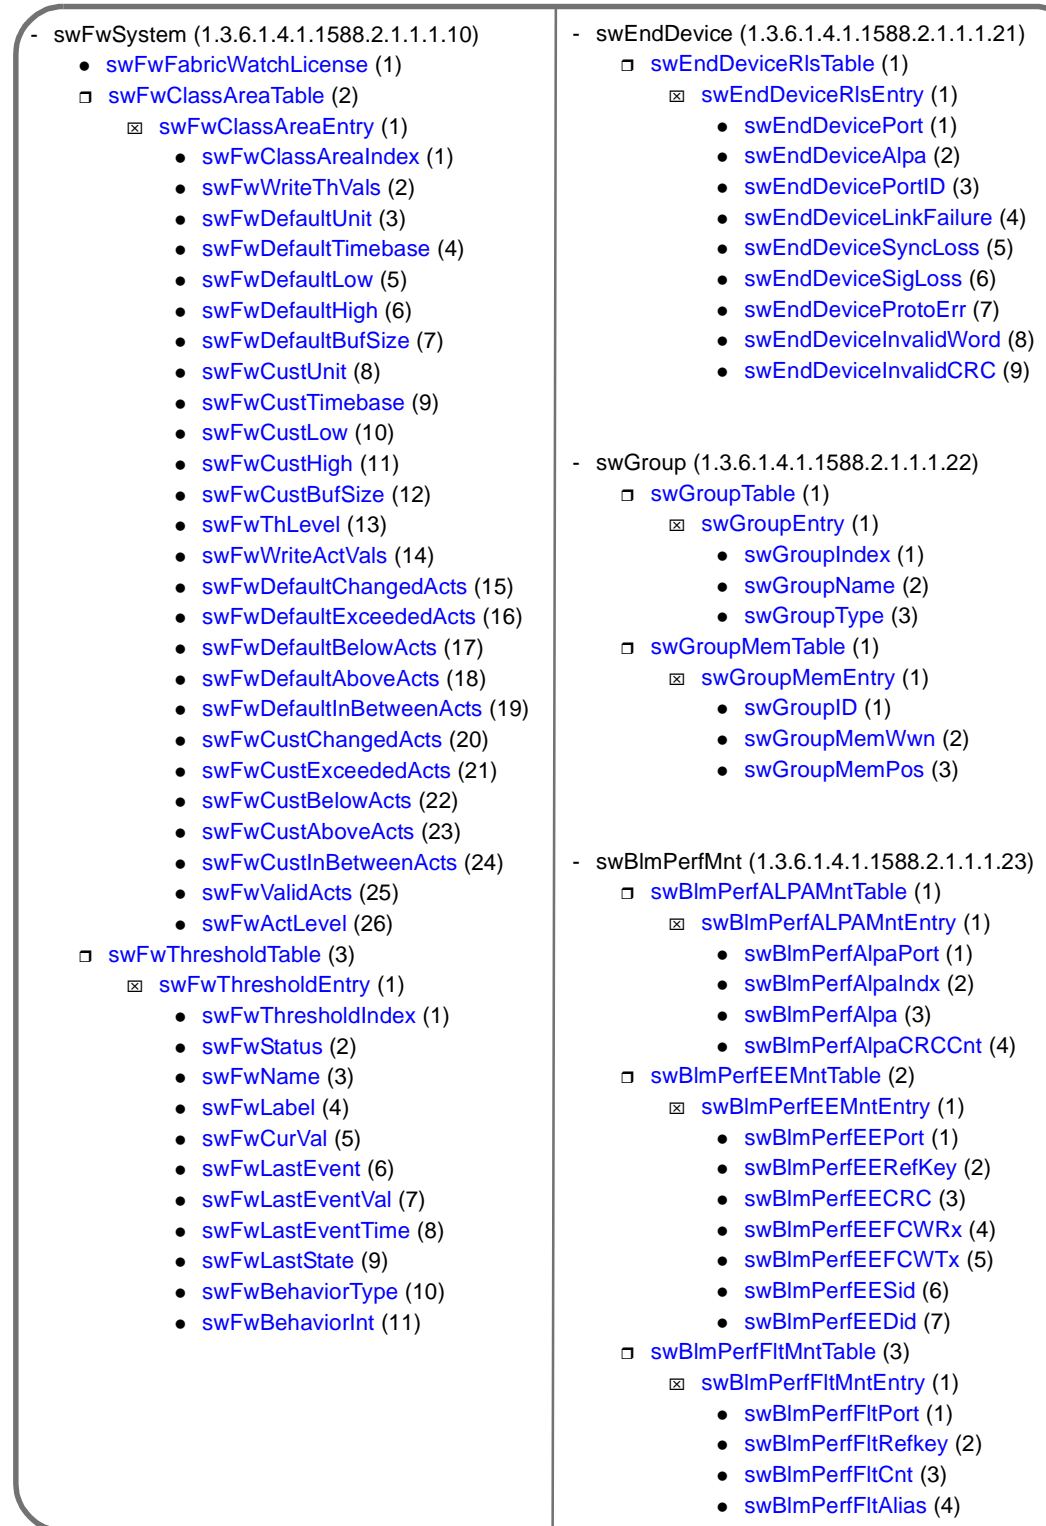 - swFwSystem (1.3.6.1.4.1.1588.2.1.1.1.10)
● swFwFabricWatchLicense (1)
❒ swFwClassAreaTable (2)
☒ swFwClassAreaEntry (1)
● swFwClassAreaIndex (1)
● swFwWriteThVals (2)
● swFwDefaultUnit (3)
● swFwDefaultTimebase (4)
● swFwDefaultLow (5)
● swFwDefaultHigh (6)
● swFwDefaultBufSize (7)
● swFwCustUnit (8)
● swFwCustTimebase (9)
● swFwCustLow (10)
● swFwCustHigh (11)
● swFwCustBufSize (12)
● swFwThLevel (13)
● swFwWriteActVals (14)
● swFwDefaultChangedActs (15)
● swFwDefaultExceededActs (16)
● swFwDefaultBelowActs (17)
● swFwDefaultAboveActs (18)
● swFwDefaultInBetweenActs (19)
● swFwCustChangedActs (20)
● swFwCustExceededActs (21)
● swFwCustBelowActs (22)
● swFwCustAboveActs (23)
● swFwCustInBetweenActs (24)
● swFwValidActs (25)
● swFwActLevel (26)
❒ swFwThresholdTable (3)
☒ swFwThresholdEntry (1)
● swFwThresholdIndex (1)
● swFwStatus (2)
● swFwName (3)
● swFwLabel (4)
● swFwCurVal (5)
● swFwLastEvent (6)
● swFwLastEventVal (7)
● swFwLastEventTime (8)
● swFwLastState (9)
● swFwBehaviorType (10)
● swFwBehaviorInt (11)
- swEndDevice (1.3.6.1.4.1.1588.2.1.1.1.21)
❒ swEndDeviceRlsTable (1)
☒ swEndDeviceRlsEntry (1)
● swEndDevicePort (1)
● swEndDeviceAlpa (2)
● swEndDevicePortID (3)
● swEndDeviceLinkFailure (4)
● swEndDeviceSyncLoss (5)
● swEndDeviceSigLoss (6)
● swEndDeviceProtoErr (7)
● swEndDeviceInvalidWord (8)
● swEndDeviceInvalidCRC (9)
- swGroup (1.3.6.1.4.1.1588.2.1.1.1.22)
❒ swGroupTable (1)
☒ swGroupEntry (1)
● swGroupIndex (1)
● swGroupName (2)
● swGroupType (3)
❒ swGroupMemTable (1)
☒ swGroupMemEntry (1)
● swGroupID (1)
● swGroupMemWwn (2)
● swGroupMemPos (3)
- swBlmPerfMnt (1.3.6.1.4.1.1588.2.1.1.1.23)
❒ swBlmPerfALPAMntTable (1)
☒ swBlmPerfALPAMntEntry (1)
● swBlmPerfAlpaPort (1)
● swBlmPerfAlpaIndx (2)
● swBlmPerfAlpa (3)
● swBlmPerfAlpaCRCCnt (4)
❒ swBlmPerfEEMntTable (2)
☒ swBlmPerfEEMntEntry (1)
● swBlmPerfEEPort (1)
● swBlmPerfEERefKey (2)
● swBlmPerfEECRC (3)
● swBlmPerfEEFCWRx (4)
● swBlmPerfEEFCWTx (5)
● swBlmPerfEESid (6)
● swBlmPerfEEDid (7)
❒ swBlmPerfFltMntTable (3)
☒ swBlmPerfFltMntEntry (1)
● swBlmPerfFltPort (1)
● swBlmPerfFltRefkey (2)
● swBlmPerfFltCnt (3)
● swBlmPerfFltAlias (4)